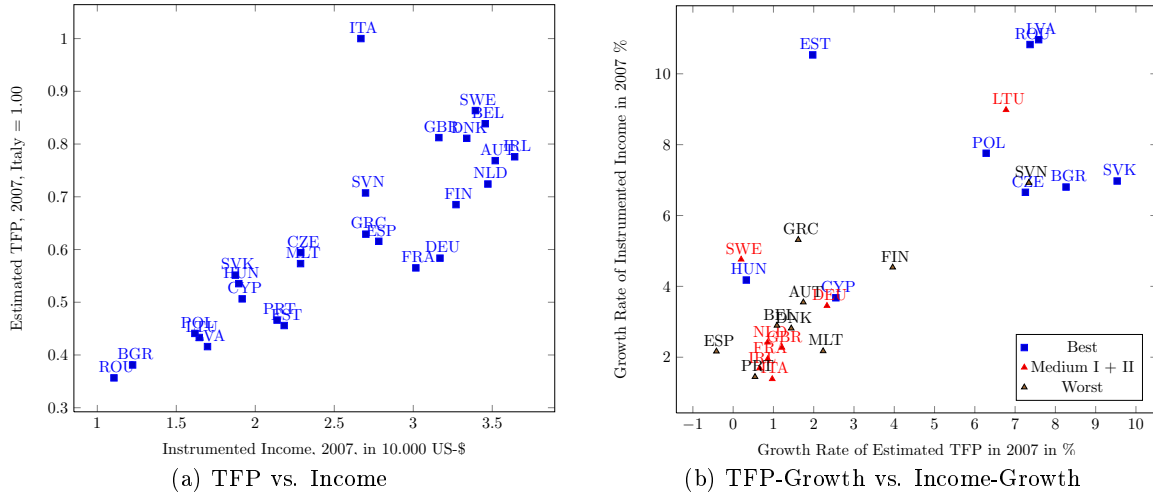 ITA
SWE
BEL
GBR
DNK
AUT
IRL
NLD
SVN
FIN
GRC
ESP
CZE
DEU
MLT
FRA
SVK
HUN
CYP
PRT
EST
POL
LTU
LVA
BGR
ROU
1
0.9
0.8
0.7
0.6
0.5
0.4
0.3
1
1.5
2
2.5
3
3.5
Estimated TFP, 2007, Italy = 1.00
Instrumented Income, 2007, in 10.000 US-$
(a) TFP vs. Income
LVA
ROU
EST
LTU
POL
SVN
CZE
BGR
SVK
GRC
SWE
HUN
FIN
CYP
AUT
DEU
BEL
DNK
NLD
GBR
ESP
MLT
FRA
IRL
PRT
ITA
10
8
6
4
2
−1
0
1
2
3
4
5
6
7
8
9
10
Growth Rate of Instrumented Income in 2007 %
Growth Rate of Estimated TFP in 2007 in %
Best
Medium I + II
Worst
(b) TFP-Growth vs. Income-Growth